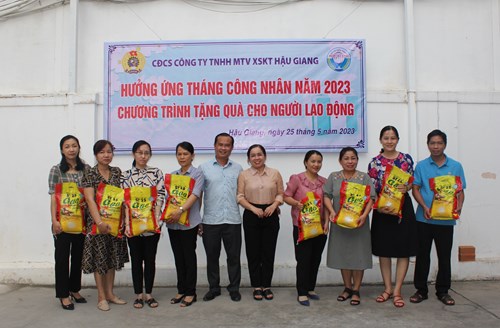 CĐCS CÔNG TY TNHH MTV XSKT HẬU GIANG
HƯỞNG ỨNG THÁNG CÔNG NHÂN NĂM 2023
CHƯƠNG TRÌNH TẶNG QUÀ CHO NGƯỜI LAO ĐỘNG
Hậu Giang, ngày 25 tháng 5 năm 2023